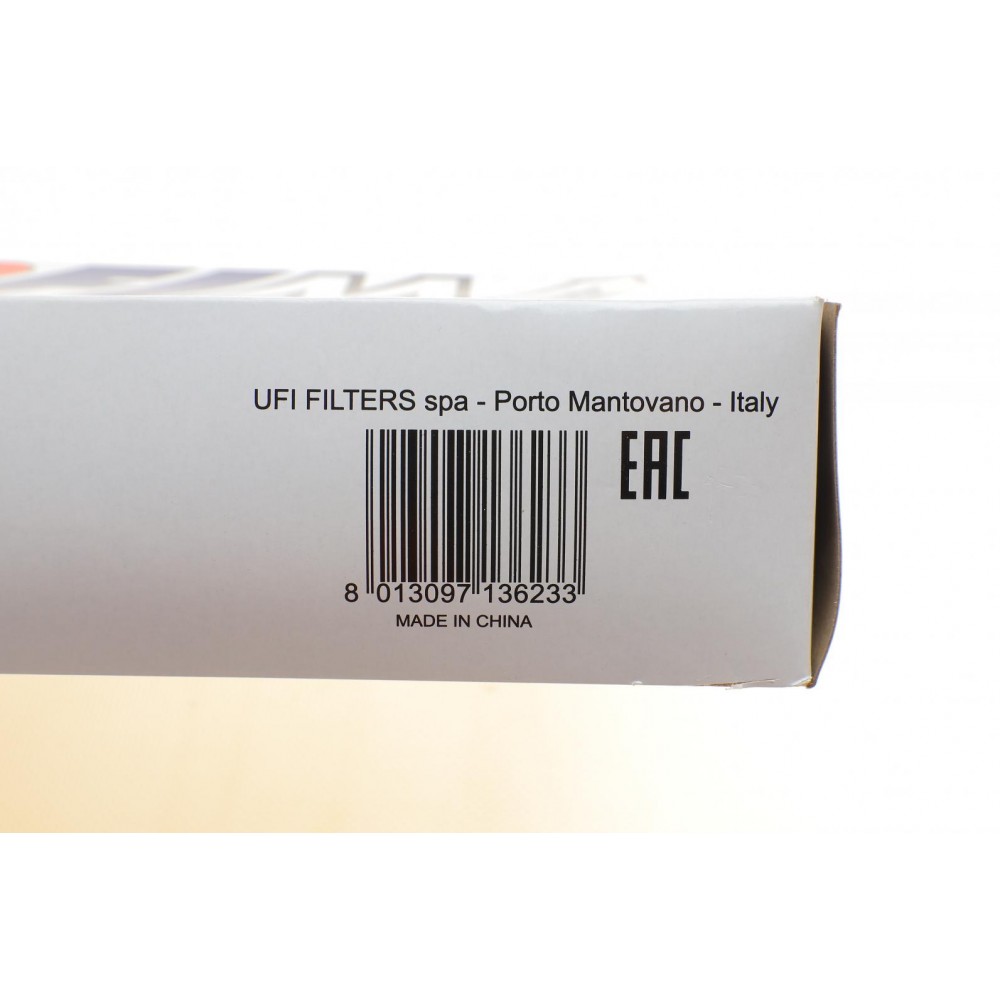 UFI FILTERS spa - Porto Mantovano - Italy
EAC
8 013097 136233
MADE IN CHINA